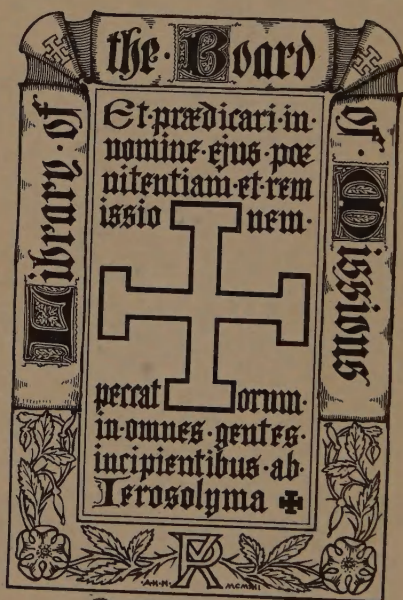 Library of
the Board
of Missions
Et·prædicari·in·
nomine·ejus·pœ
nitentiam·et·rem
issio nem·
peccat orum·
in·omnes·gentes·
incipientibus·ab·
Ierosolyma ✠
A·H·N·